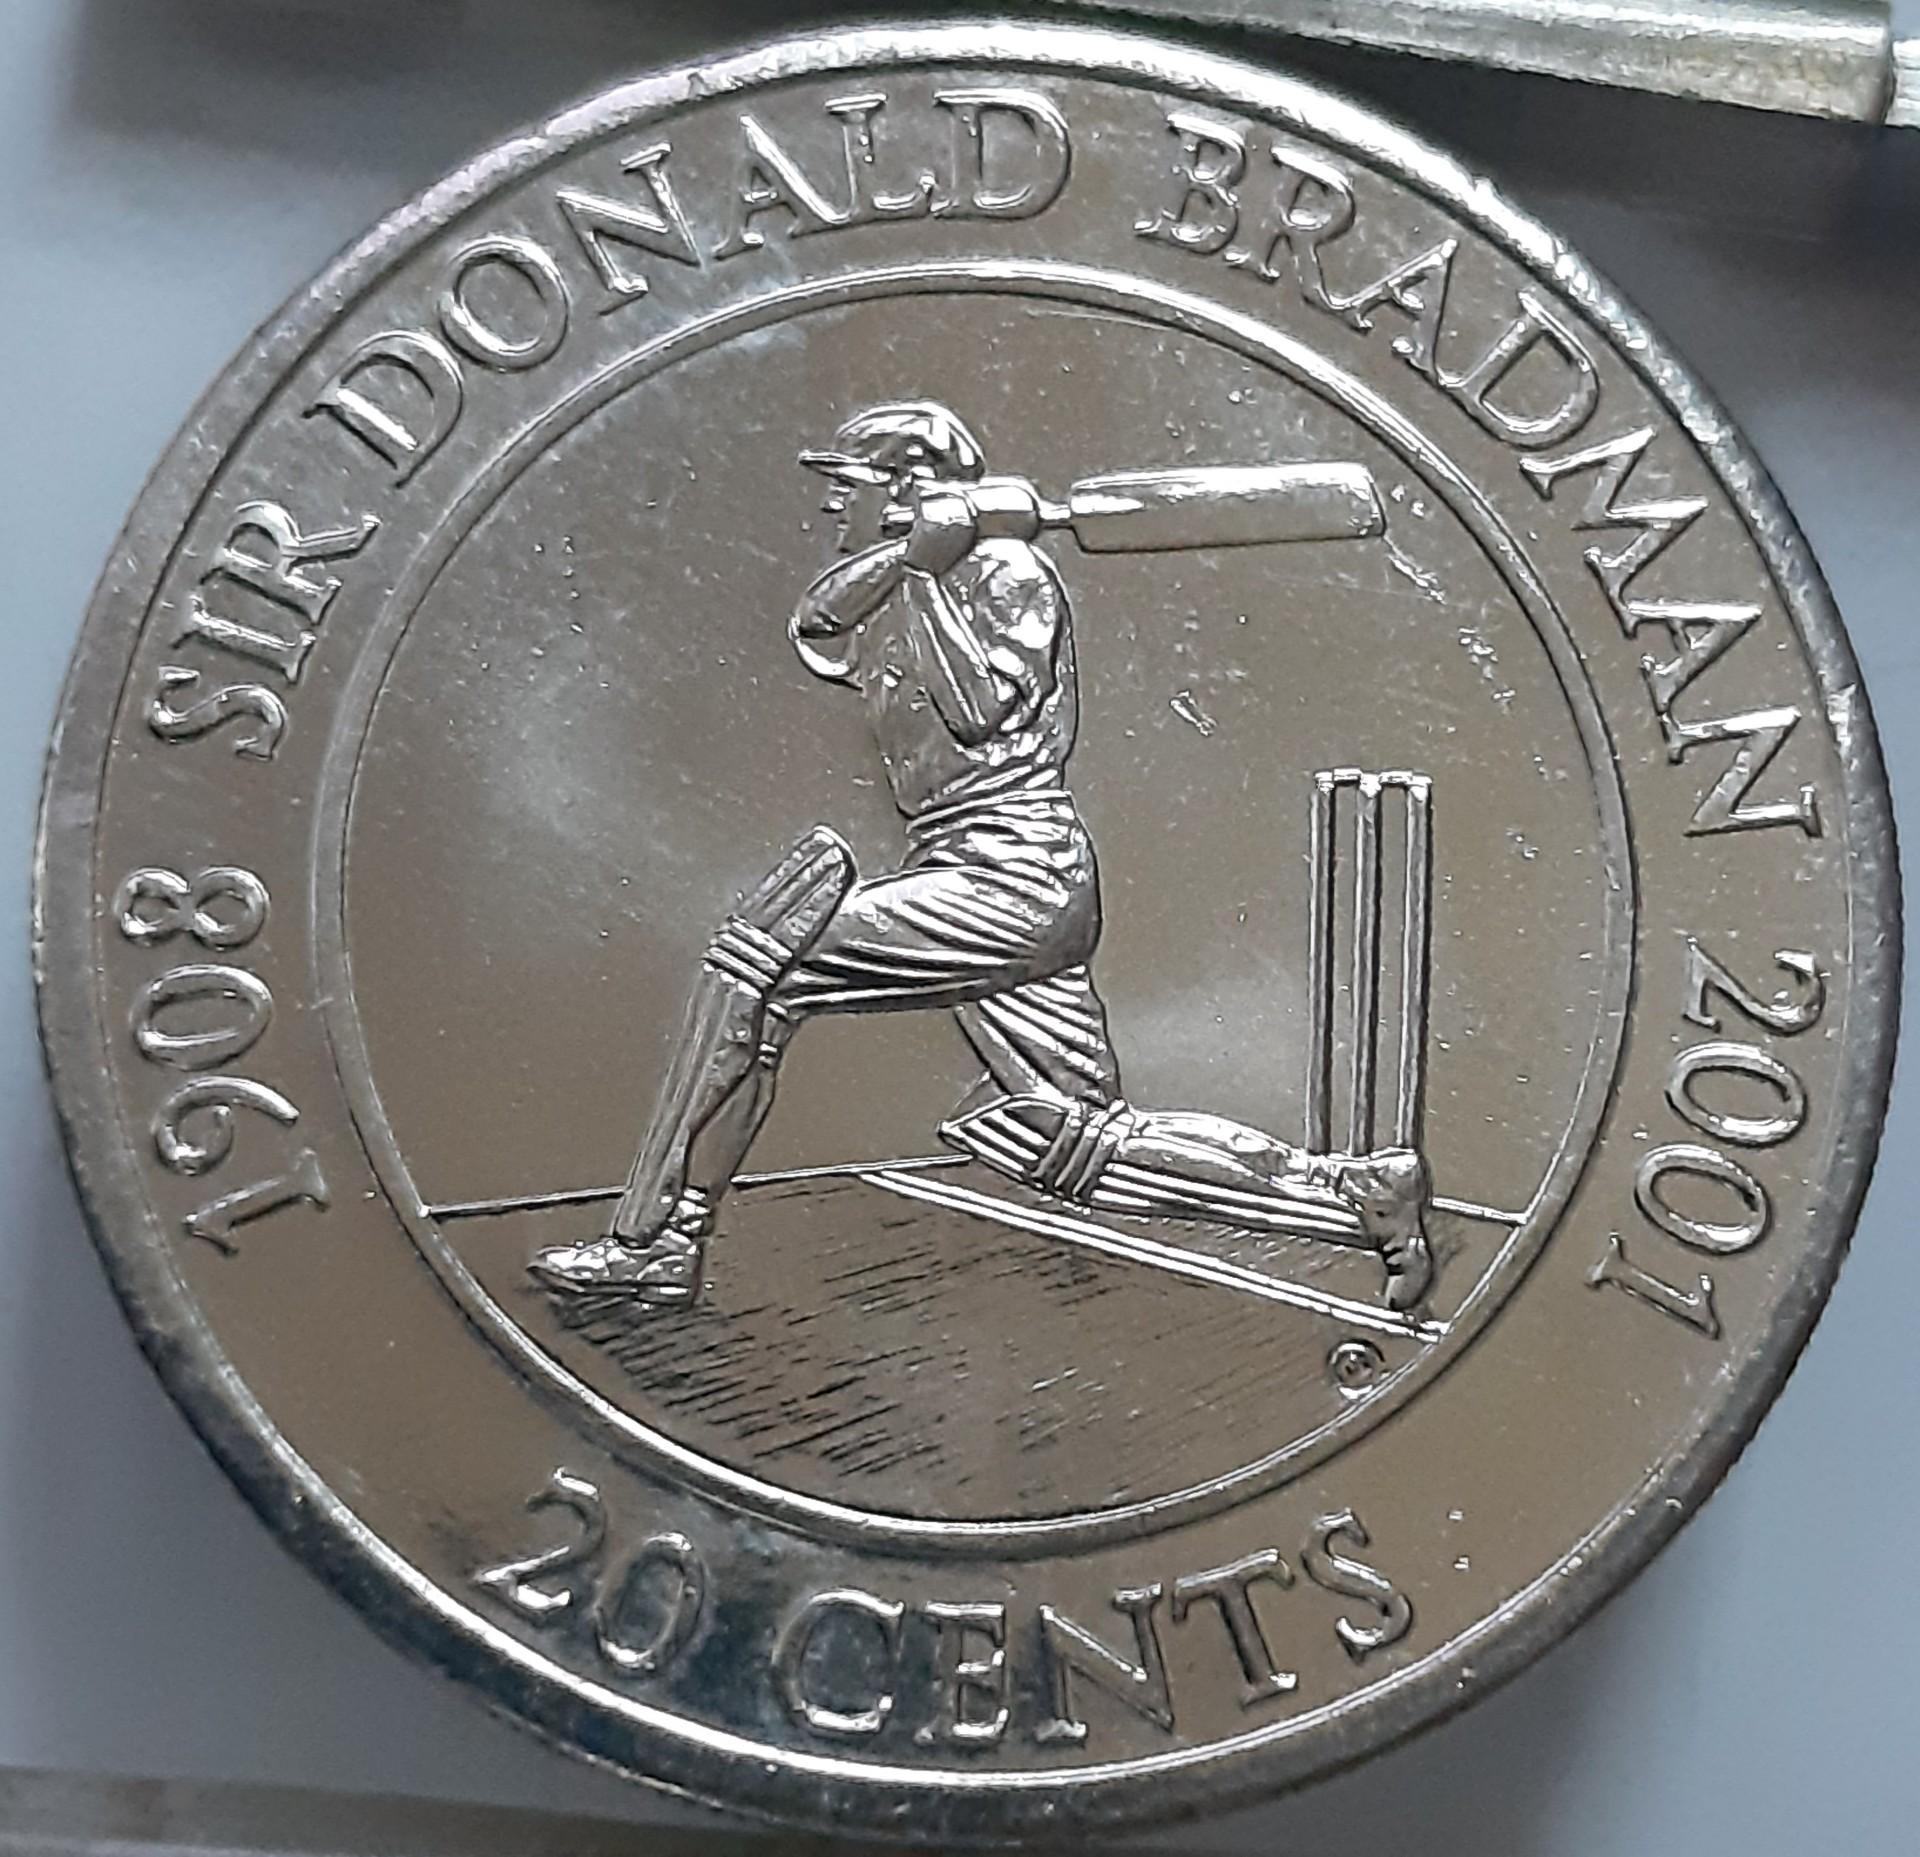 1908 SIR DONALD BRADMAN 2001
20 CENTS